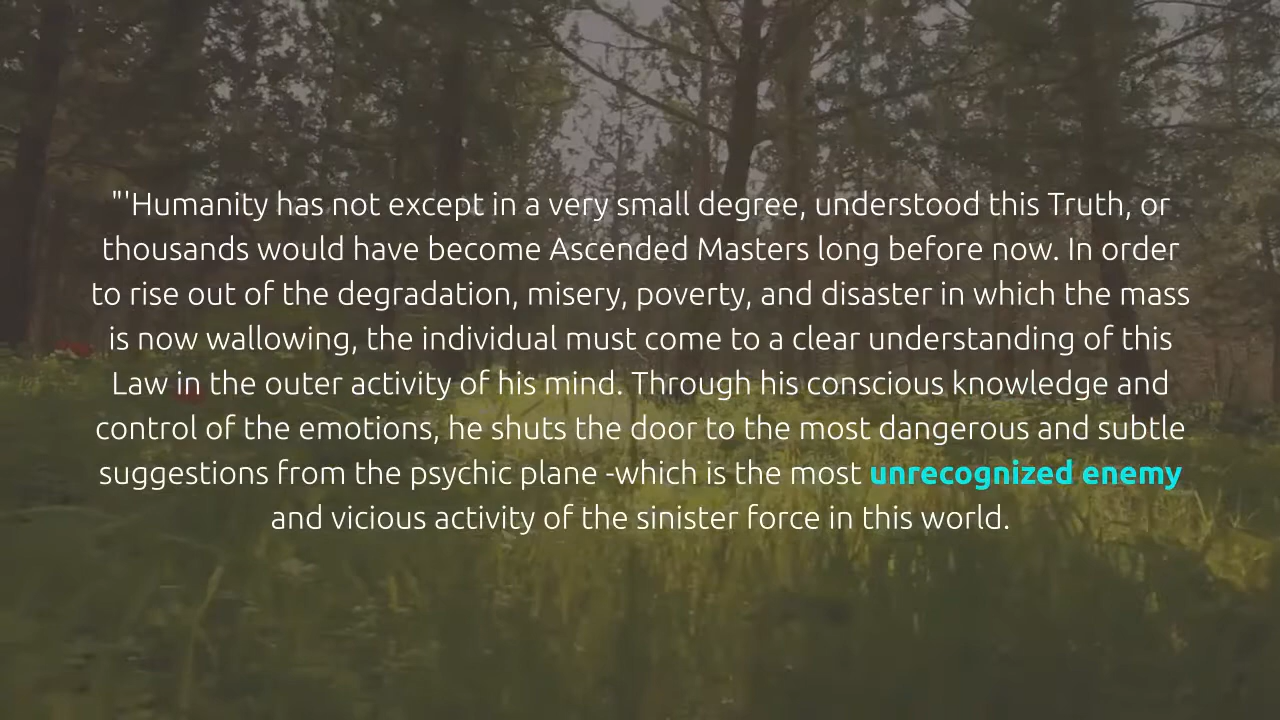 "'Humanity has not except in a very small degree, understood this Truth, or
thousands would have become Ascended Masters long before now. In order
to rise out of the degradation, misery, poverty, and disaster in which the mass
is now wallowing, the individual must come to a clear understanding of this
Law in the outer activity of his mind. Through his conscious knowledge and
control of the emotions, he shuts the door to the most dangerous and subtle
suggestions from the psychic plane -which is the most unrecognized enemy
and vicious activity of the sinister force in this world.